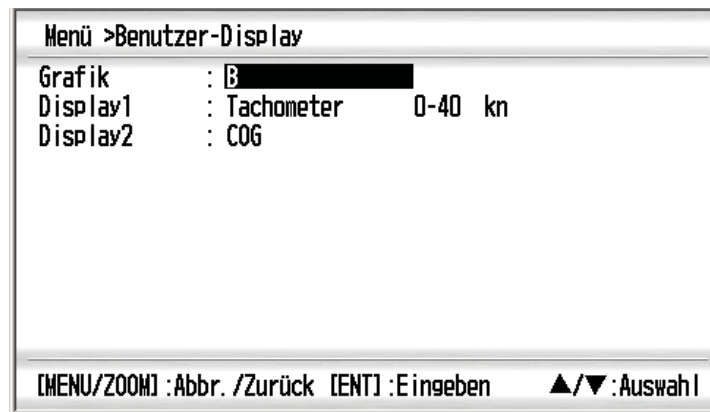 Menü >Benutzer-Display
Grafik : B
Display1 : Tachometer 0-40 kn
Display2 : COG
[MENU/ZOOM]:Abbr./Zurück [ENT]:Eingeben ▲/▼:Auswahl